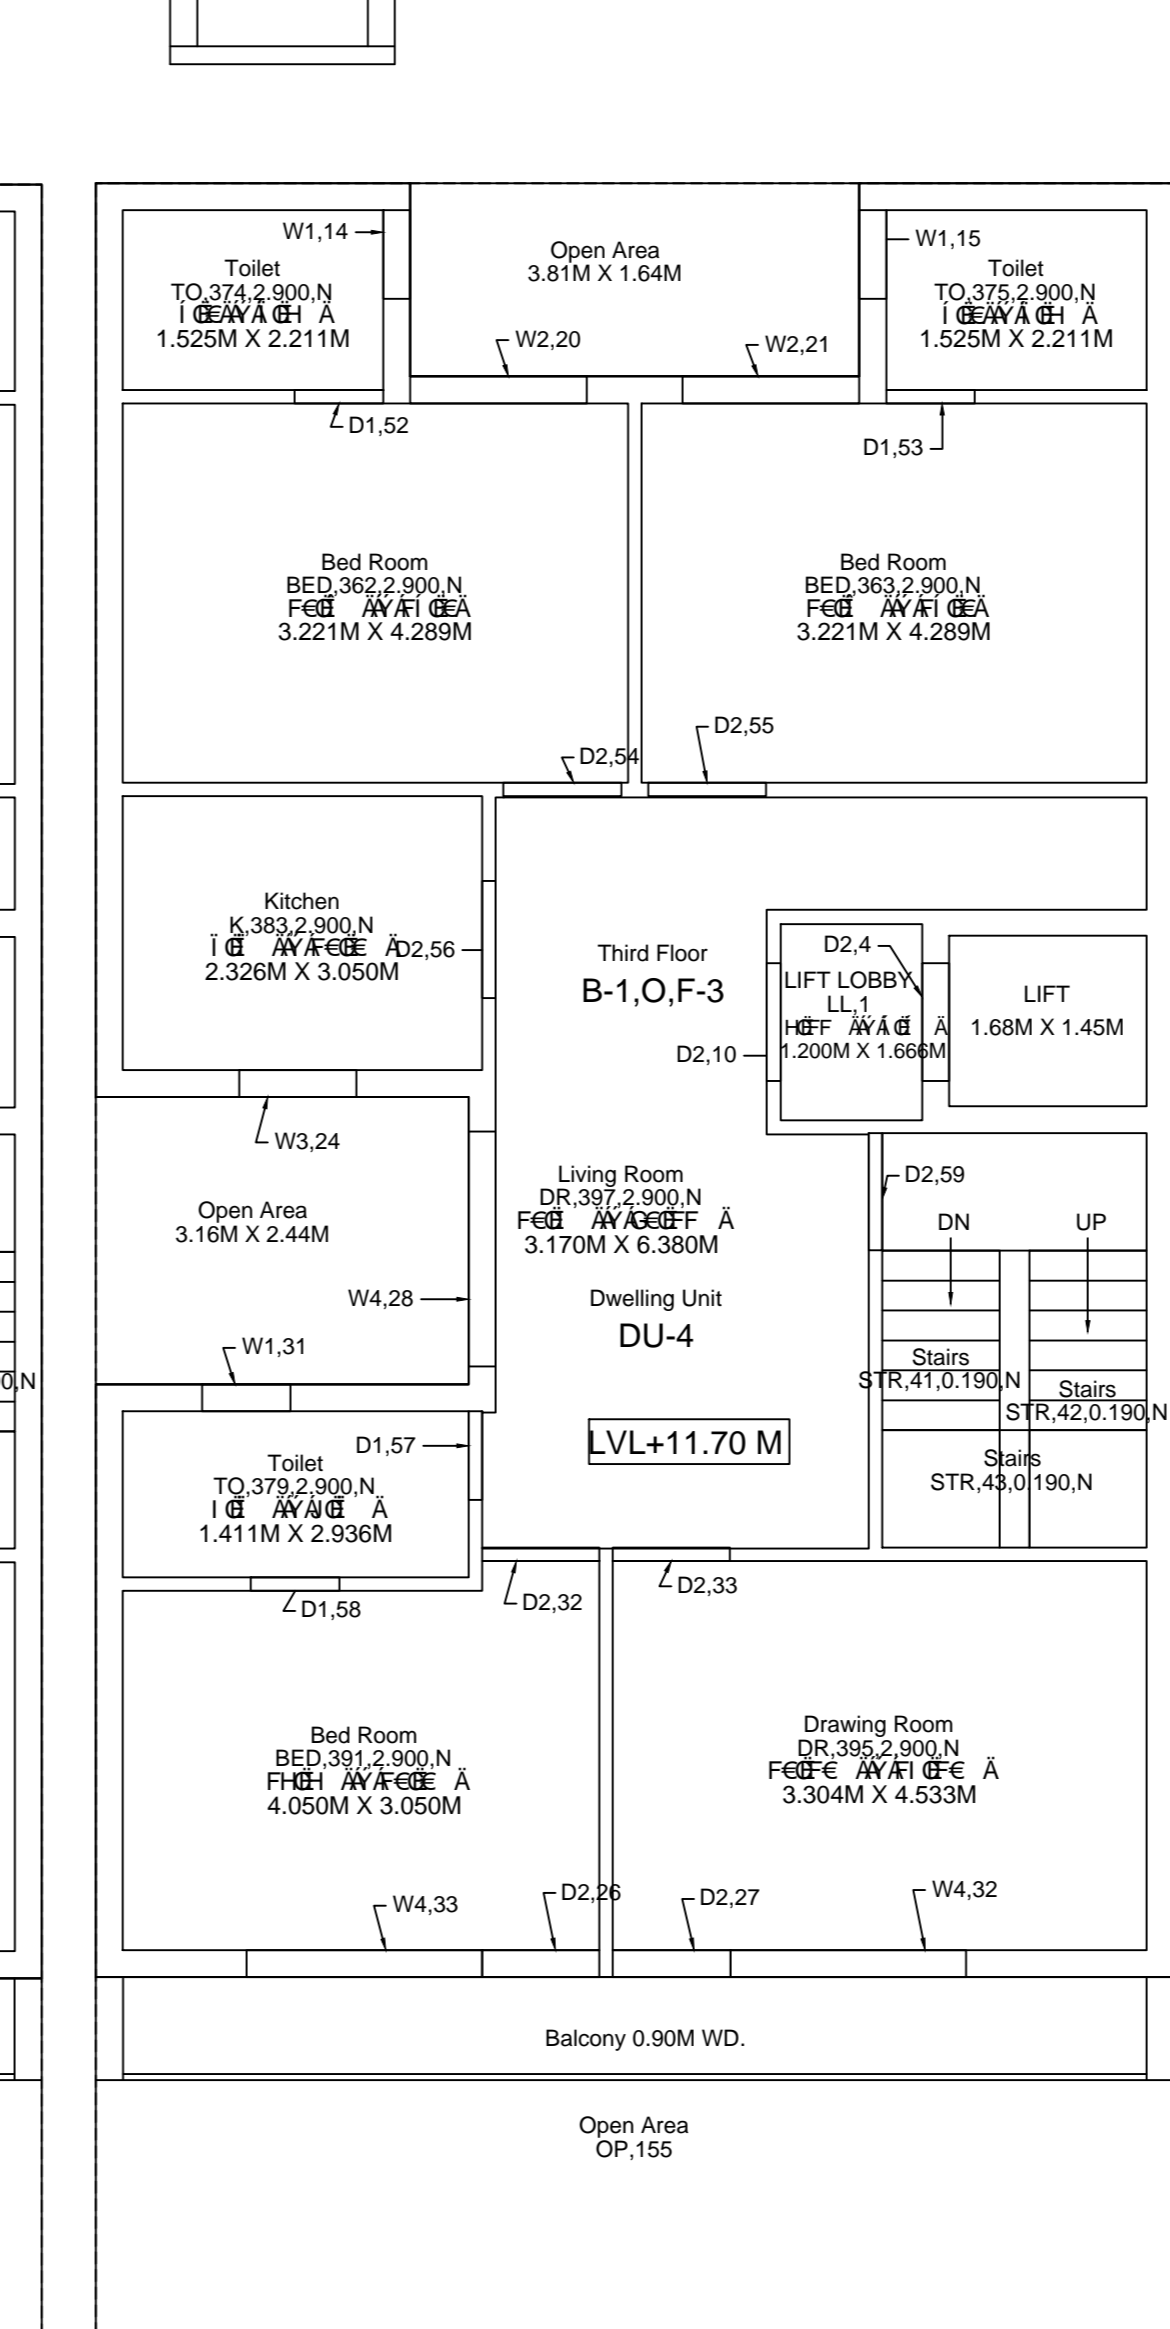 W1,14
Toilet
TO,374,2.900,N
1.525M X 2.211M
Open Area
3.81M X 1.64M
W1,15
Toilet
TO,375,2.900,N
1.525M X 2.211M
W2,20
W2,21
D1,52
D1,53
Bed Room
BED,362,2.900,N
3.221M X 4.289M
Bed Room
BED,363,2.900,N
3.221M X 4.289M
D2,54
D2,55
Kitchen
K,383,2.900,N
2.326M X 3.050M
D2,56
Third Floor
B-1,O,F-3
D2,4
LIFT LOBBY
LL,1
1.200M X 1.666M
LIFT
1.68M X 1.45M
D2,10
W3,24
Open Area
3.16M X 2.44M
Living Room
DR,397,2.900,N
3.170M X 6.380M
D2,59
DN
UP
W4,28
Dwelling Unit
DU-4
W1,31
0,N
Stairs
STR,41,0.190,N
Stairs
STR,42,0.190,N
D1,57
LVL+11.70 M
Stairs
STR,43,0.190,N
Toilet
TO,379,2.900,N
1.411M X 2.936M
D1,58
D2,32
D2,33
Bed Room
BED,391,2.900,N
4.050M X 3.050M
Drawing Room
DR,395,2.900,N
3.304M X 4.533M
W4,33
D2,26
D2,27
W4,32
Balcony 0.90M WD.
Open Area
OP,155